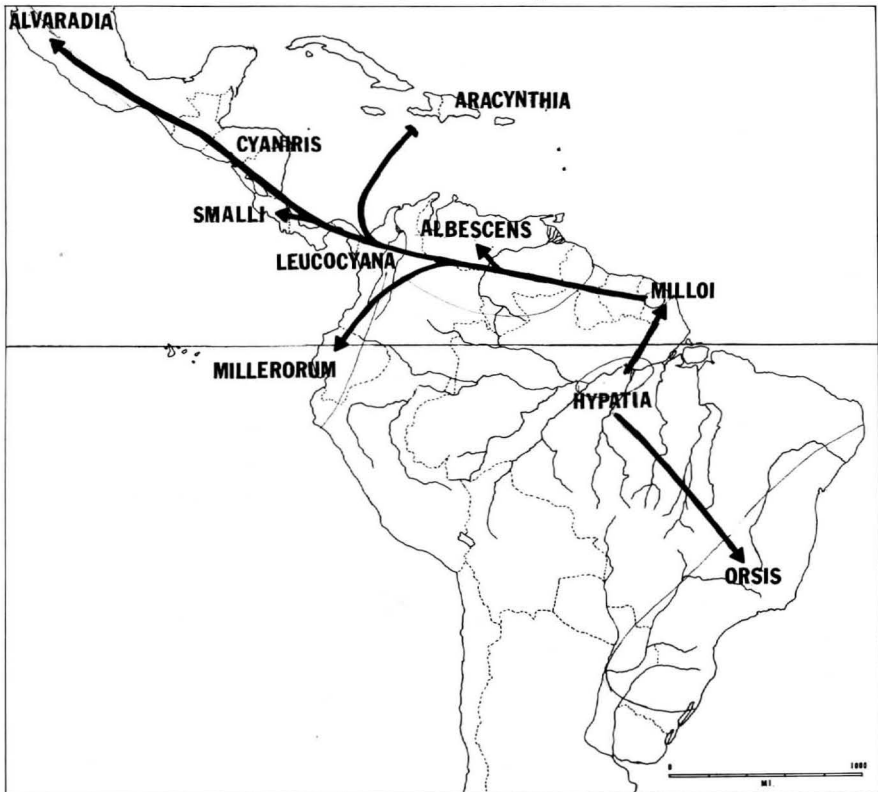 ALVARADIA
ARACYNTHIA
CYANIRIS
SMALLI
ALBESCENS
LEUCOCYANA
MILLOI
MILLERORUM
HYPATIA
ORSIS
0 1000
MI.